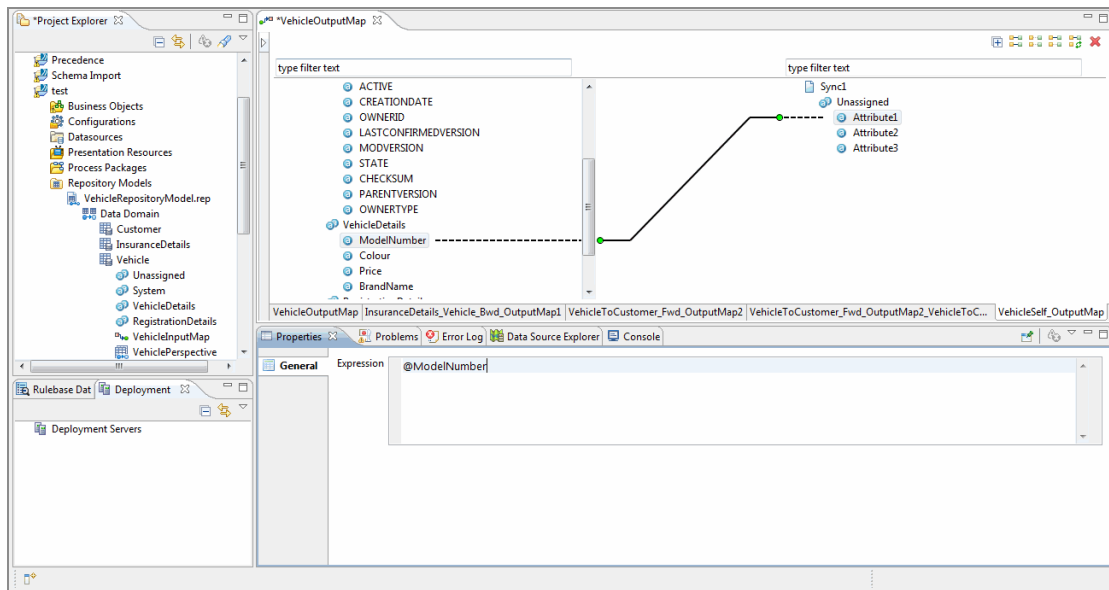 *Project Explorer
Precedence
Schema Import
test
Business Objects
Configurations
Datasources
Presentation Resources
Process Packages
Repository Models
VehicleRepositoryModel.rep
Data Domain
Customer
InsuranceDetails
Vehicle
Unassigned
System
VehicleDetails
RegistrationDetails
VehicleInputMap
VehiclePerspective
Rulebase Dat Deployment
Deployment Servers
*VehicleOutputMap
type filter text
ACTIVE
CREATIONDATE
OWNERID
LASTCONFIRMEDVERSION
MODVERSION
STATE
CHECKSUM
PARENTVERSION
OWNERTYPE
VehicleDetails
ModelNumber
Colour
Price
BrandName
type filter text
Sync1
Unassigned
Attribute1
Attribute2
Attribute3
VehicleOutputMap InsuranceDetails_Vehicle_Bwd_OutputMap1 VehicleToCustomer_Fwd_OutputMap2 VehicleToCustomer_Fwd_OutputMap2_VehicleToC... VehicleSelf_OutputMap
Properties Problems Error Log Data Source Explorer Console
General Expression @ModelNumber